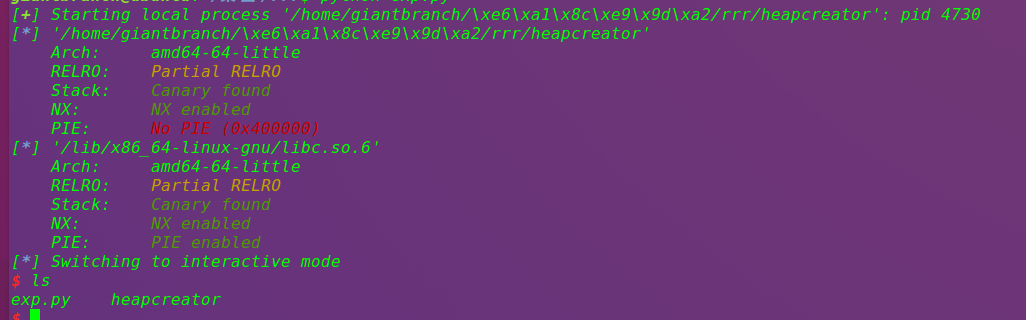 [+] Starting local process '/home/giantbranch/\xe6\xa1\x8c\xe9\x9d\xa2/rrr/heapcreator': pid 4730
[*] '/home/giantbranch/\xe6\xa1\x8c\xe9\x9d\xa2/rrr/heapcreator'
Arch: amd64-64-little
RELRO: Partial RELRO
Stack: Canary found
NX: NX enabled
PIE: No PIE (0x400000)
[*] '/lib/x86_64-linux-gnu/libc.so.6'
Arch: amd64-64-little
RELRO: Partial RELRO
Stack: Canary found
NX: NX enabled
PIE: PIE enabled
[*] Switching to interactive mode
$ ls
exp.py heapcreator
$